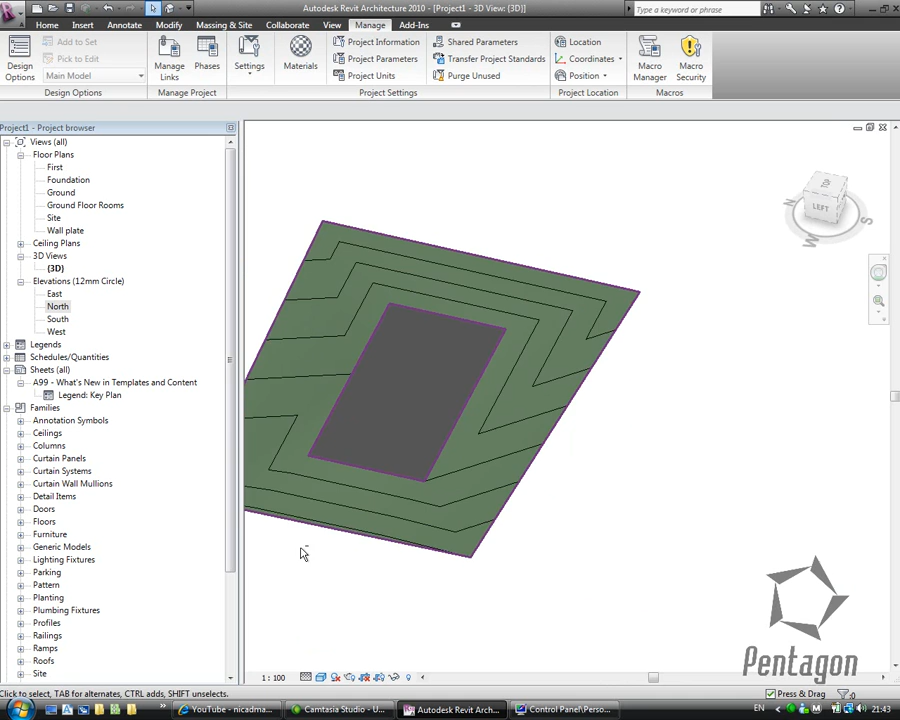 Autodesk Revit Architecture 2010 - [Project1 - 3D View: {3D}]
Type a keyword or phrase
Home Insert Annotate Modify Massing & Site Collaborate View Manage Add-Ins
Design Options
Add to Set
Pick to Edit
Main Model
Manage Links
Phases
Settings
Materials
Project Information
Project Parameters
Project Units
Shared Parameters
Transfer Project Standards
Purge Unused
Location
Coordinates
Position
Macro Manager
Macro Security
Design Options Manage Project Project Settings Project Location Macros
Project1 - Project browser
Views (all)
Floor Plans
First
Foundation
Ground
Ground Floor Rooms
Site
Wall plate
Ceiling Plans
3D Views
{3D}
Elevations (12mm Circle)
East
North
South
West
Legends
Schedules/Quantities
Sheets (all)
A99 - What's New in Templates and Content
Legend: Key Plan
Families
Annotation Symbols
Ceilings
Columns
Curtain Panels
Curtain Systems
Curtain Wall Mullions
Detail Items
Doors
Floors
Furniture
Generic Models
Lighting Fixtures
Parking
Pattern
Planting
Plumbing Fixtures
Profiles
Railings
Ramps
Roofs
Site
TOP
LEFT
N
S
W
Pentagon
1 : 100
Click to select, TAB for alternates, CTRL adds, SHIFT unselects.
Press & Drag
:0
YouTube - nicadma...
Camtasia Studio - U...
Autodesk Revit Arch...
Control Panel\Perso...
EN
21:43